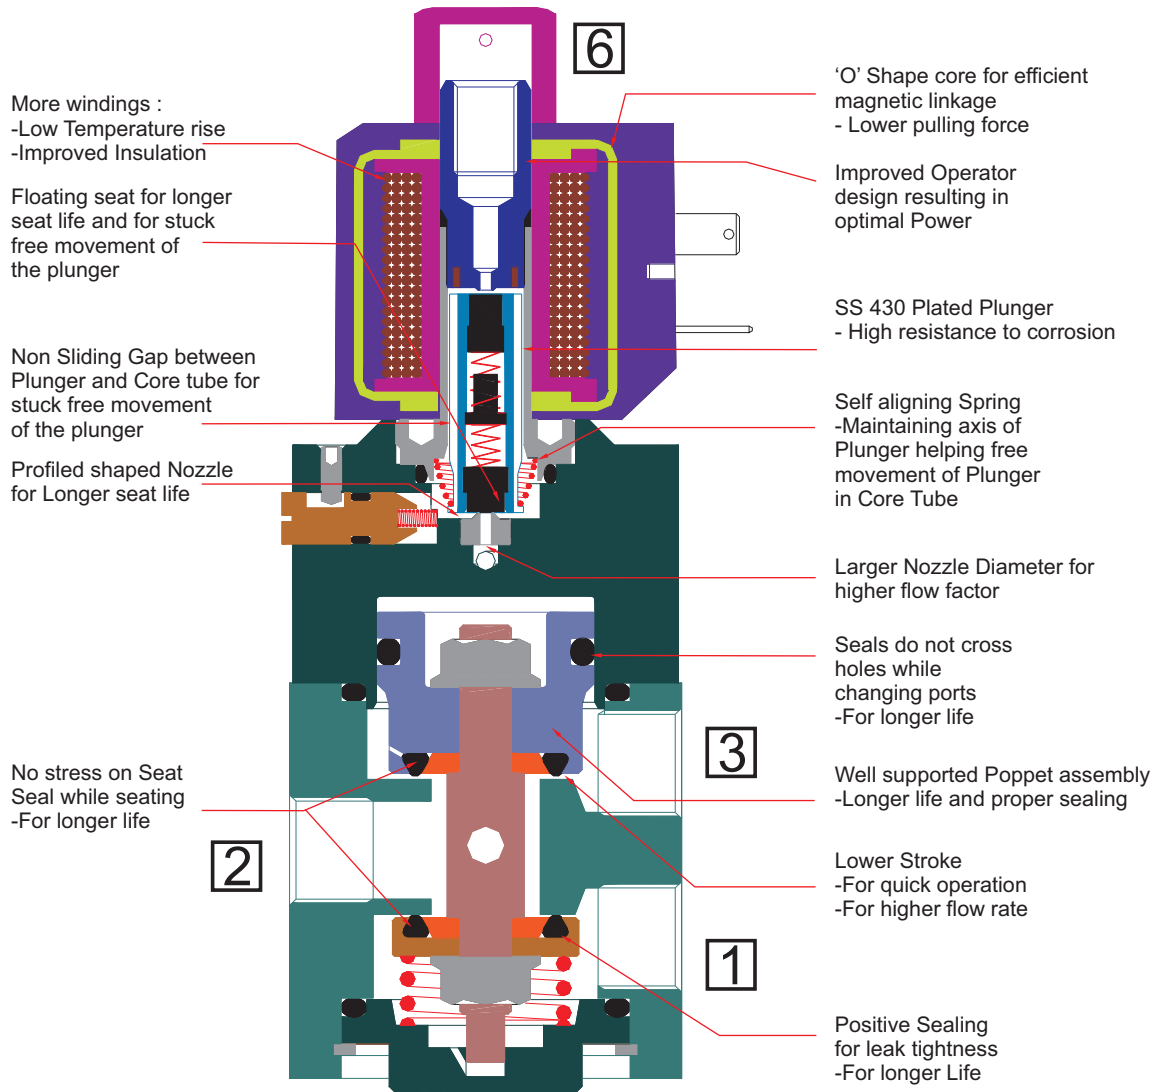 6
More windings :
-Low Temperature rise
-Improved Insulation
Floating seat for longer
seat life and for stuck
free movement of
the plunger
Non Sliding Gap between
Plunger and Core tube for
stuck free movement
of the plunger
Profiled shaped Nozzle
for Longer seat life
No stress on Seat
Seal while seating
-For longer life
2
‘O’ Shape core for efficient
magnetic linkage
- Lower pulling force
Improved Operator
design resulting in
optimal Power
SS 430 Plated Plunger
- High resistance to corrosion
Self aligning Spring
-Maintaining axis of
Plunger helping free
movement of Plunger
in Core Tube
Larger Nozzle Diameter for
higher flow factor
Seals do not cross
holes while
changing ports
-For longer life
3
Well supported Poppet assembly
-Longer life and proper sealing
Lower Stroke
-For quick operation
-For higher flow rate
1
Positive Sealing
for leak tightness
-For longer Life